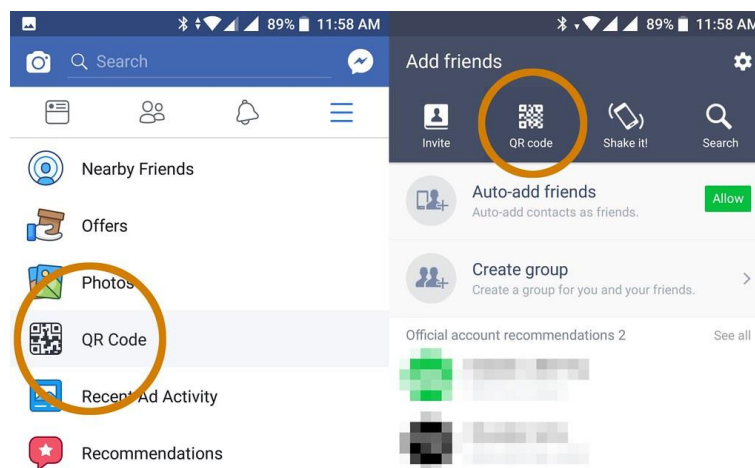 89% 11:58 AM
Search
Nearby Friends
Offers
Photos
QR Code
Recent Ad Activity
Recommendations
89% 11:58 AM
Add friends
Invite
QR code
Shake it!
Search
Auto-add friends
Auto-add contacts as friends.
Allow
Create group
Create a group for you and your friends.
Official account recommendations 2
See all